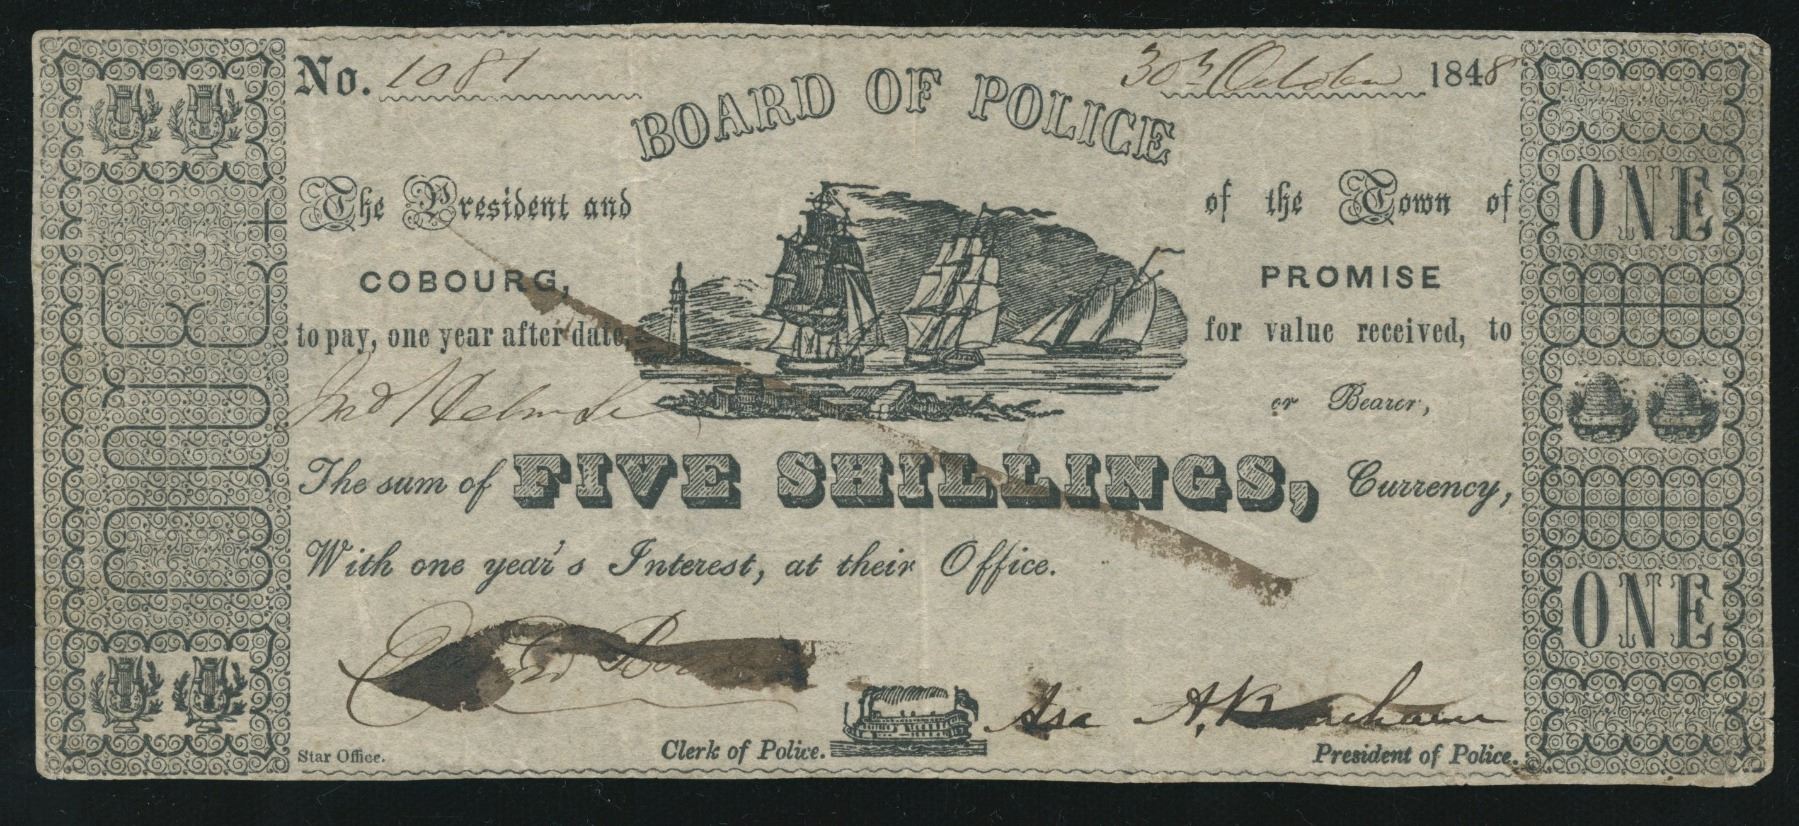 No. 1081
30th October 1848
BOARD OF POLICE
The President and of the Town of
COBOURG, PROMISE
to pay, one year after date, for value received, to
or Bearer,
The sum of FIVE SHILLINGS, Currency,
With one year's Interest, at their Office.
Asa A. Burnham
Star Office.
Clerk of Police.
President of Police.
ONE
ONE